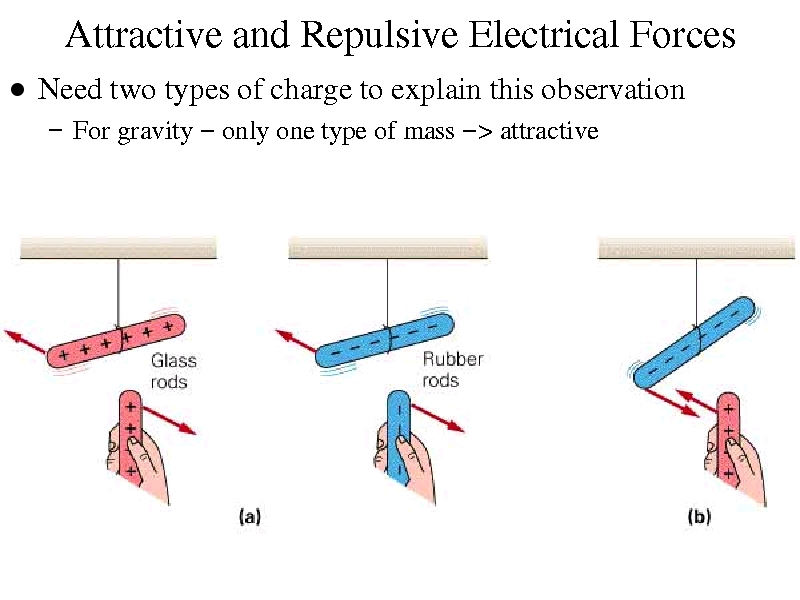 Attractive and Repulsive Electrical Forces
● Need two types of charge to explain this observation
– For gravity – only one type of mass –> attractive
+ + + + + +
– – – – – –
– – – – – –
Glass
rods
Rubber
rods
(a)
(b)